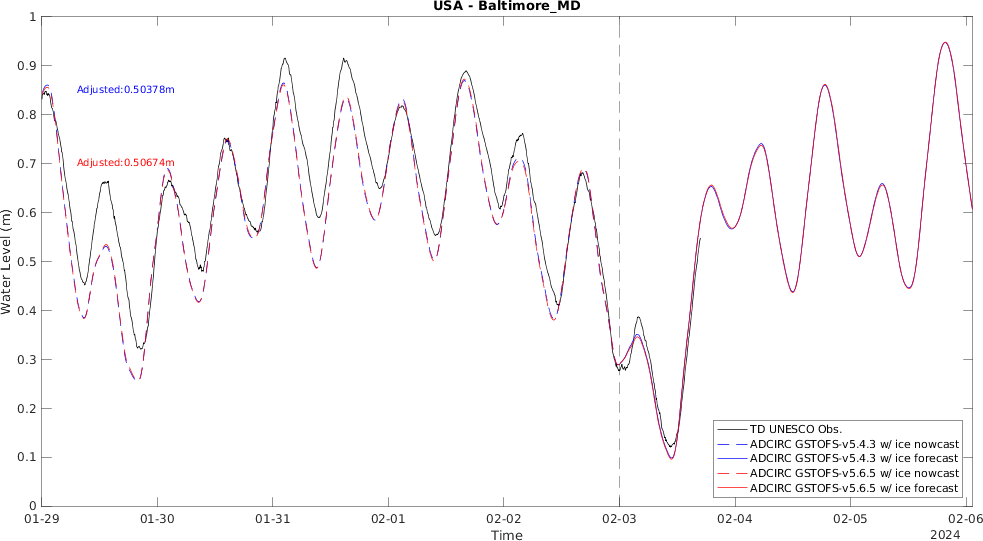 USA - Baltimore_MD
1
0.9
0.8
0.7
0.6
0.5
0.4
0.3
0.2
0.1
0
Water Level (m)
Adjusted:0.50378m
Adjusted:0.50674m
TD UNESCO Obs.
ADCIRC GSTOFS-v5.4.3 w/ ice nowcast
ADCIRC GSTOFS-v5.4.3 w/ ice forecast
ADCIRC GSTOFS-v5.6.5 w/ ice nowcast
ADCIRC GSTOFS-v5.6.5 w/ ice forecast
01-29 01-30 01-31 02-01 02-02 02-03 02-04 02-05 02-06
Time
2024